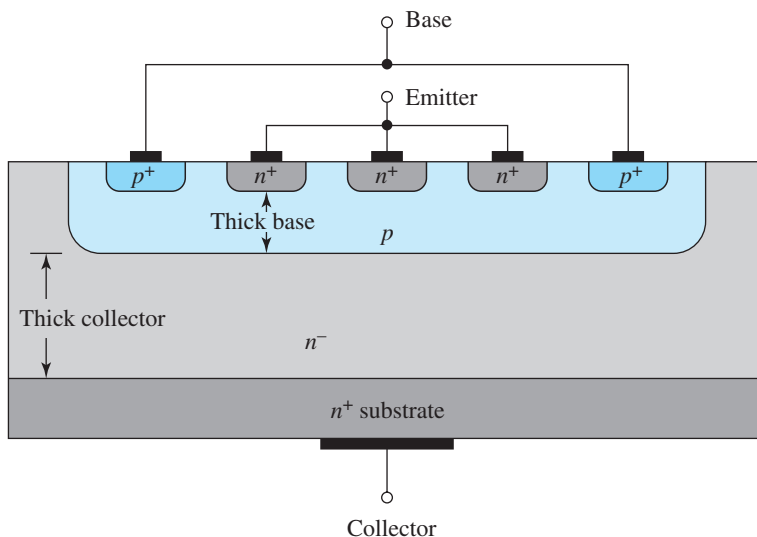 Base
Emitter
p⁺ n⁺ n⁺ n⁺ p⁺
Thick base
p
Thick collector
n⁻
n⁺ substrate
Collector